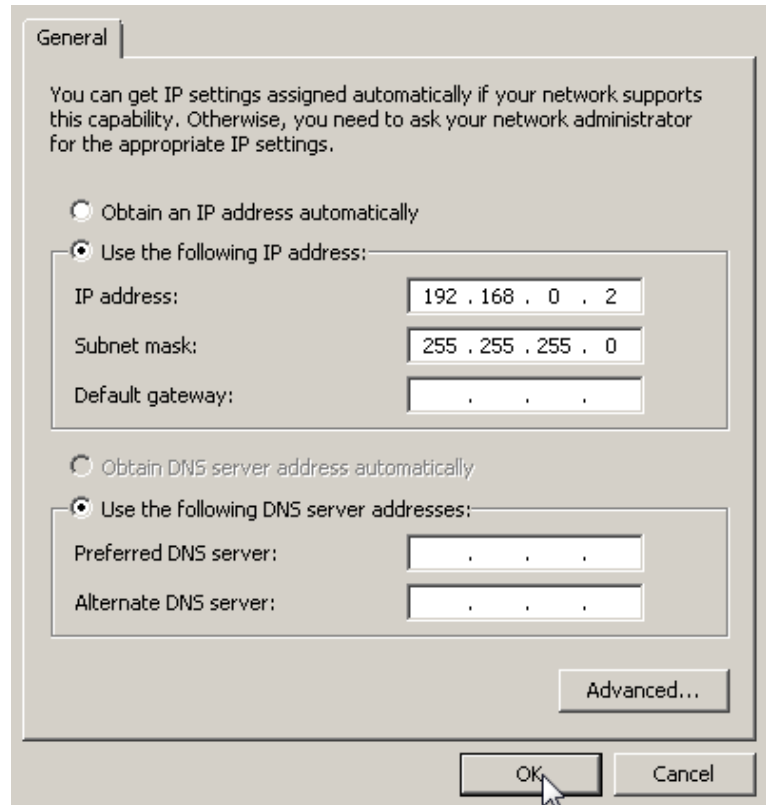 General
You can get IP settings assigned automatically if your network supports
this capability. Otherwise, you need to ask your network administrator
for the appropriate IP settings.
Obtain an IP address automatically
Use the following IP address:
IP address: 192 . 168 . 0 . 2
Subnet mask: 255 . 255 . 255 . 0
Default gateway: . . .
Obtain DNS server address automatically
Use the following DNS server addresses:
Preferred DNS server: . . .
Alternate DNS server: . . .
Advanced...
OK Cancel